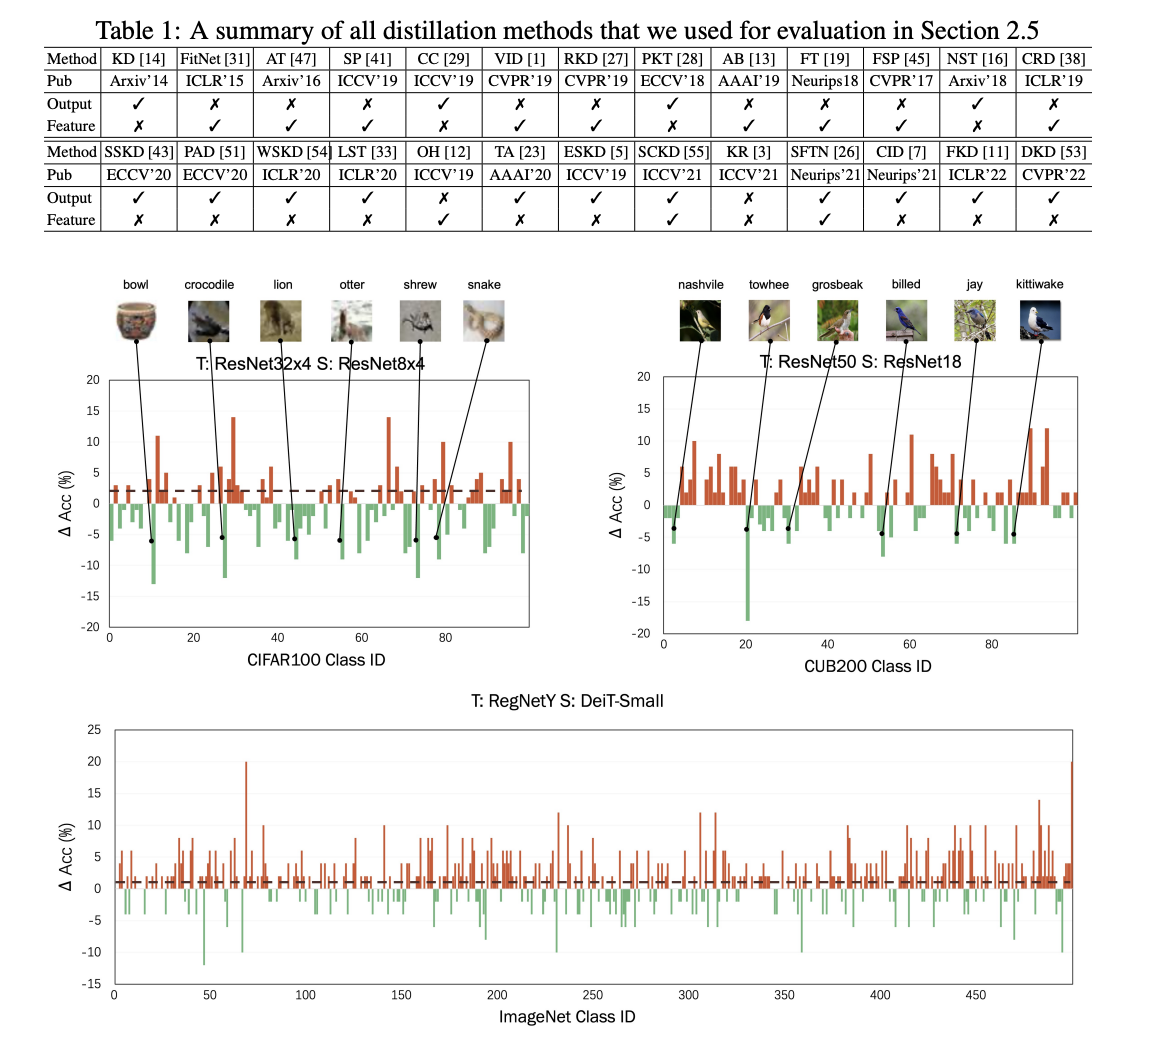 Table 1: A summary of all distillation methods that we used for evaluation in Section 2.5
Method KD [14] FitNet [31] AT [47] SP [41] CC [29] VID [1] RKD [27] PKT [28] AB [13] FT [19] FSP [45] NST [16] CRD [38]
Pub Arxiv'14 ICLR'15 Arxiv'16 ICCV'19 ICCV'19 CVPR'19 CVPR'19 ECCV'18 AAAI'19 Neurips18 CVPR'17 Arxiv'18 ICLR'19
Output ✓ ✗ ✗ ✗ ✓ ✗ ✗ ✓ ✗ ✗ ✗ ✓ ✗
Feature ✗ ✓ ✓ ✓ ✗ ✓ ✓ ✗ ✓ ✓ ✓ ✗ ✓
Method SSKD [43] PAD [51] WSKD [54] LST [33] OH [12] TA [23] ESKD [5] SCKD [55] KR [3] SFTN [26] CID [7] FKD [11] DKD [53]
Pub ECCV'20 ECCV'20 ICLR'20 ICLR'20 ICCV'19 AAAI'20 ICCV'19 ICCV'21 ICCV'21 Neurips'21 Neurips'21 ICLR'22 CVPR'22
Output ✓ ✓ ✓ ✓ ✗ ✓ ✓ ✓ ✗ ✓ ✓ ✓ ✓
Feature ✗ ✗ ✗ ✗ ✓ ✗ ✗ ✓ ✗ ✓ ✗ ✗ ✗
bowl crocodile lion otter shrew snake
T: ResNet32x4 S: ResNet8x4
20
15
10
5
0
-5
-10
-15
-20
Δ Acc (%)
0 20 40 60 80
CIFAR100 Class ID
nashvile towhee grosbeak billed jay kittiwake
T: ResNet50 S: ResNet18
20
15
10
5
0
-5
-10
-15
-20
Δ Acc (%)
0 20 40 60 80
CUB200 Class ID
T: RegNetY S: DeiT-Small
25
20
15
10
5
0
-5
-10
-15
Δ Acc (%)
0 50 100 150 200 250 300 350 400 450
ImageNet Class ID